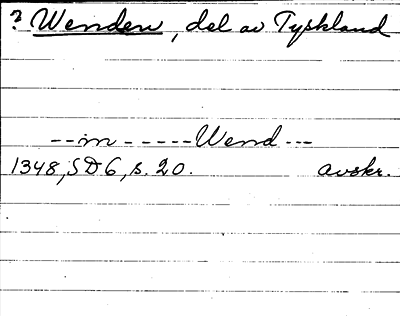 ? Wenden, del av Tyskland
--in-----Wend---
1348, SD 6, s. 20. avskr.